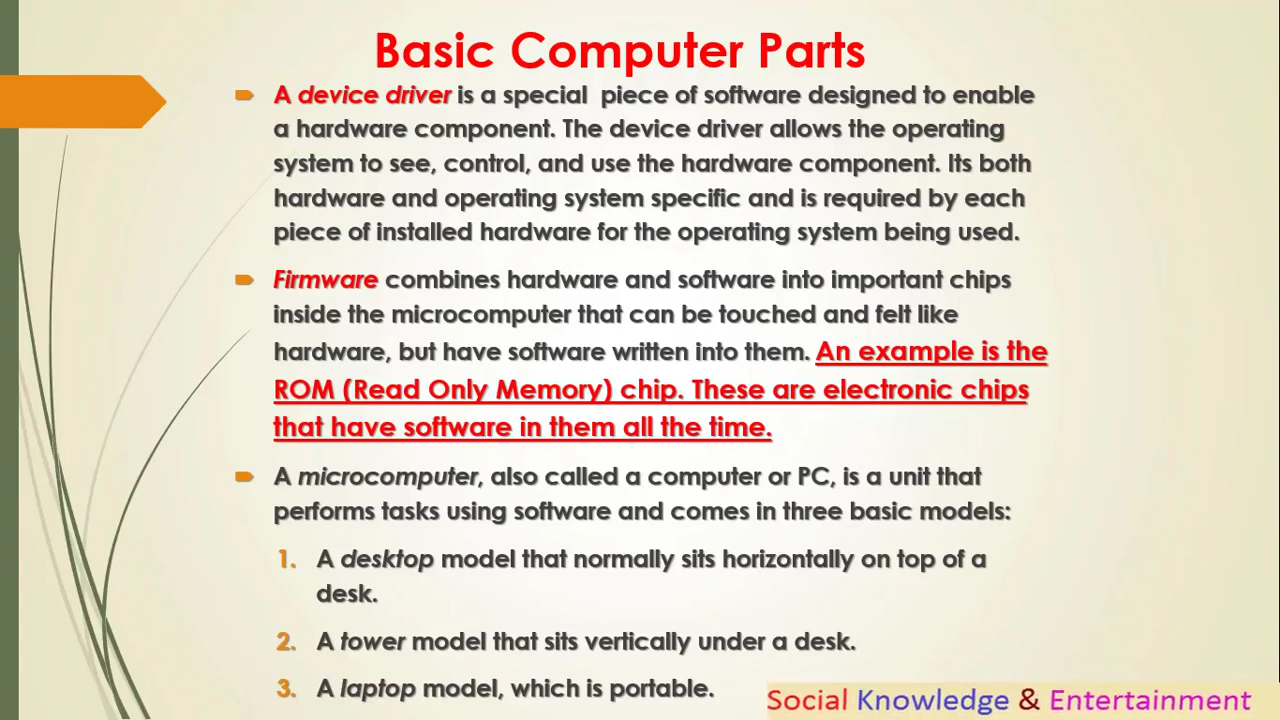 Basic Computer Parts
A device driver is a special piece of software designed to enable
a hardware component. The device driver allows the operating
system to see, control, and use the hardware component. Its both
hardware and operating system specific and is required by each
piece of installed hardware for the operating system being used.
Firmware combines hardware and software into important chips
inside the microcomputer that can be touched and felt like
hardware, but have software written into them. An example is the
ROM (Read Only Memory) chip. These are electronic chips
that have software in them all the time.
A microcomputer, also called a computer or PC, is a unit that
performs tasks using software and comes in three basic models:
1. A desktop model that normally sits horizontally on top of a
desk.
2. A tower model that sits vertically under a desk.
3. A laptop model, which is portable.
Social Knowledge & Entertainment